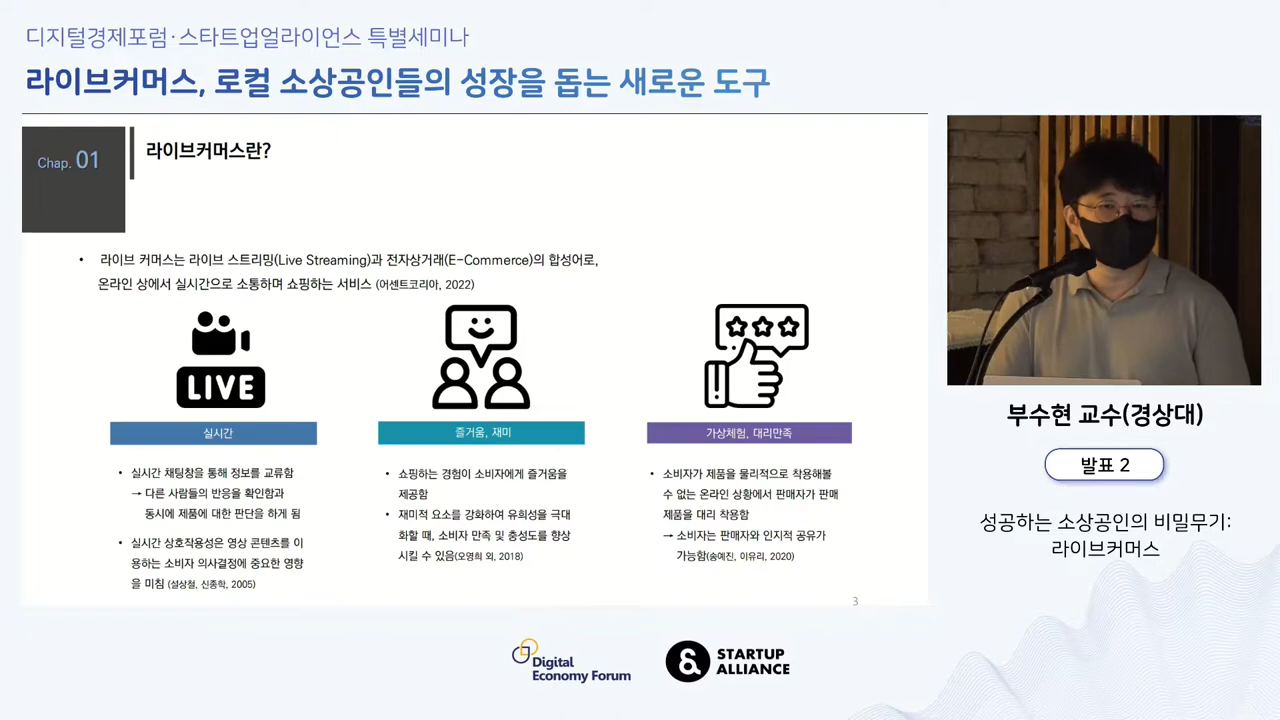 디지털경제포럼·스타트업얼라이언스 특별세미나
라이브커머스, 로컬 소상공인들의 성장을 돕는 새로운 도구
Chap. 01
라이브커머스란?
• 라이브 커머스는 라이브 스트리밍(Live Streaming)과 전자상거래(E-Commerce)의 합성어로,
온라인 상에서 실시간으로 소통하며 쇼핑하는 서비스 (어센트코리아, 2022)
LIVE
실시간
• 실시간 채팅창을 통해 정보를 교류함
→ 다른 사람들의 반응을 확인함과
동시에 제품에 대한 판단을 하게 됨
• 실시간 상호작용성은 영상 콘텐츠를 이
용하는 소비자 의사결정에 중요한 영향
을 미침 (설상철, 신종학, 2005)
즐거움, 재미
• 쇼핑하는 경험이 소비자에게 즐거움을
제공함
• 재미적 요소를 강화하여 유희성을 극대
화할 때, 소비자 만족 및 충성도를 향상
시킬 수 있음(오영희 외, 2018)
가상체험, 대리만족
• 소비자가 제품을 물리적으로 착용해볼
수 없는 온라인 상황에서 판매자가 판매
제품을 대리 착용함
→ 소비자는 판매자와 인지적 공유가
가능함(송예진, 이유리, 2020)
3
부수현 교수(경상대)
발표 2
성공하는 소상공인의 비밀무기:
라이브커머스
Digital
Economy Forum
STARTUP
ALLIANCE